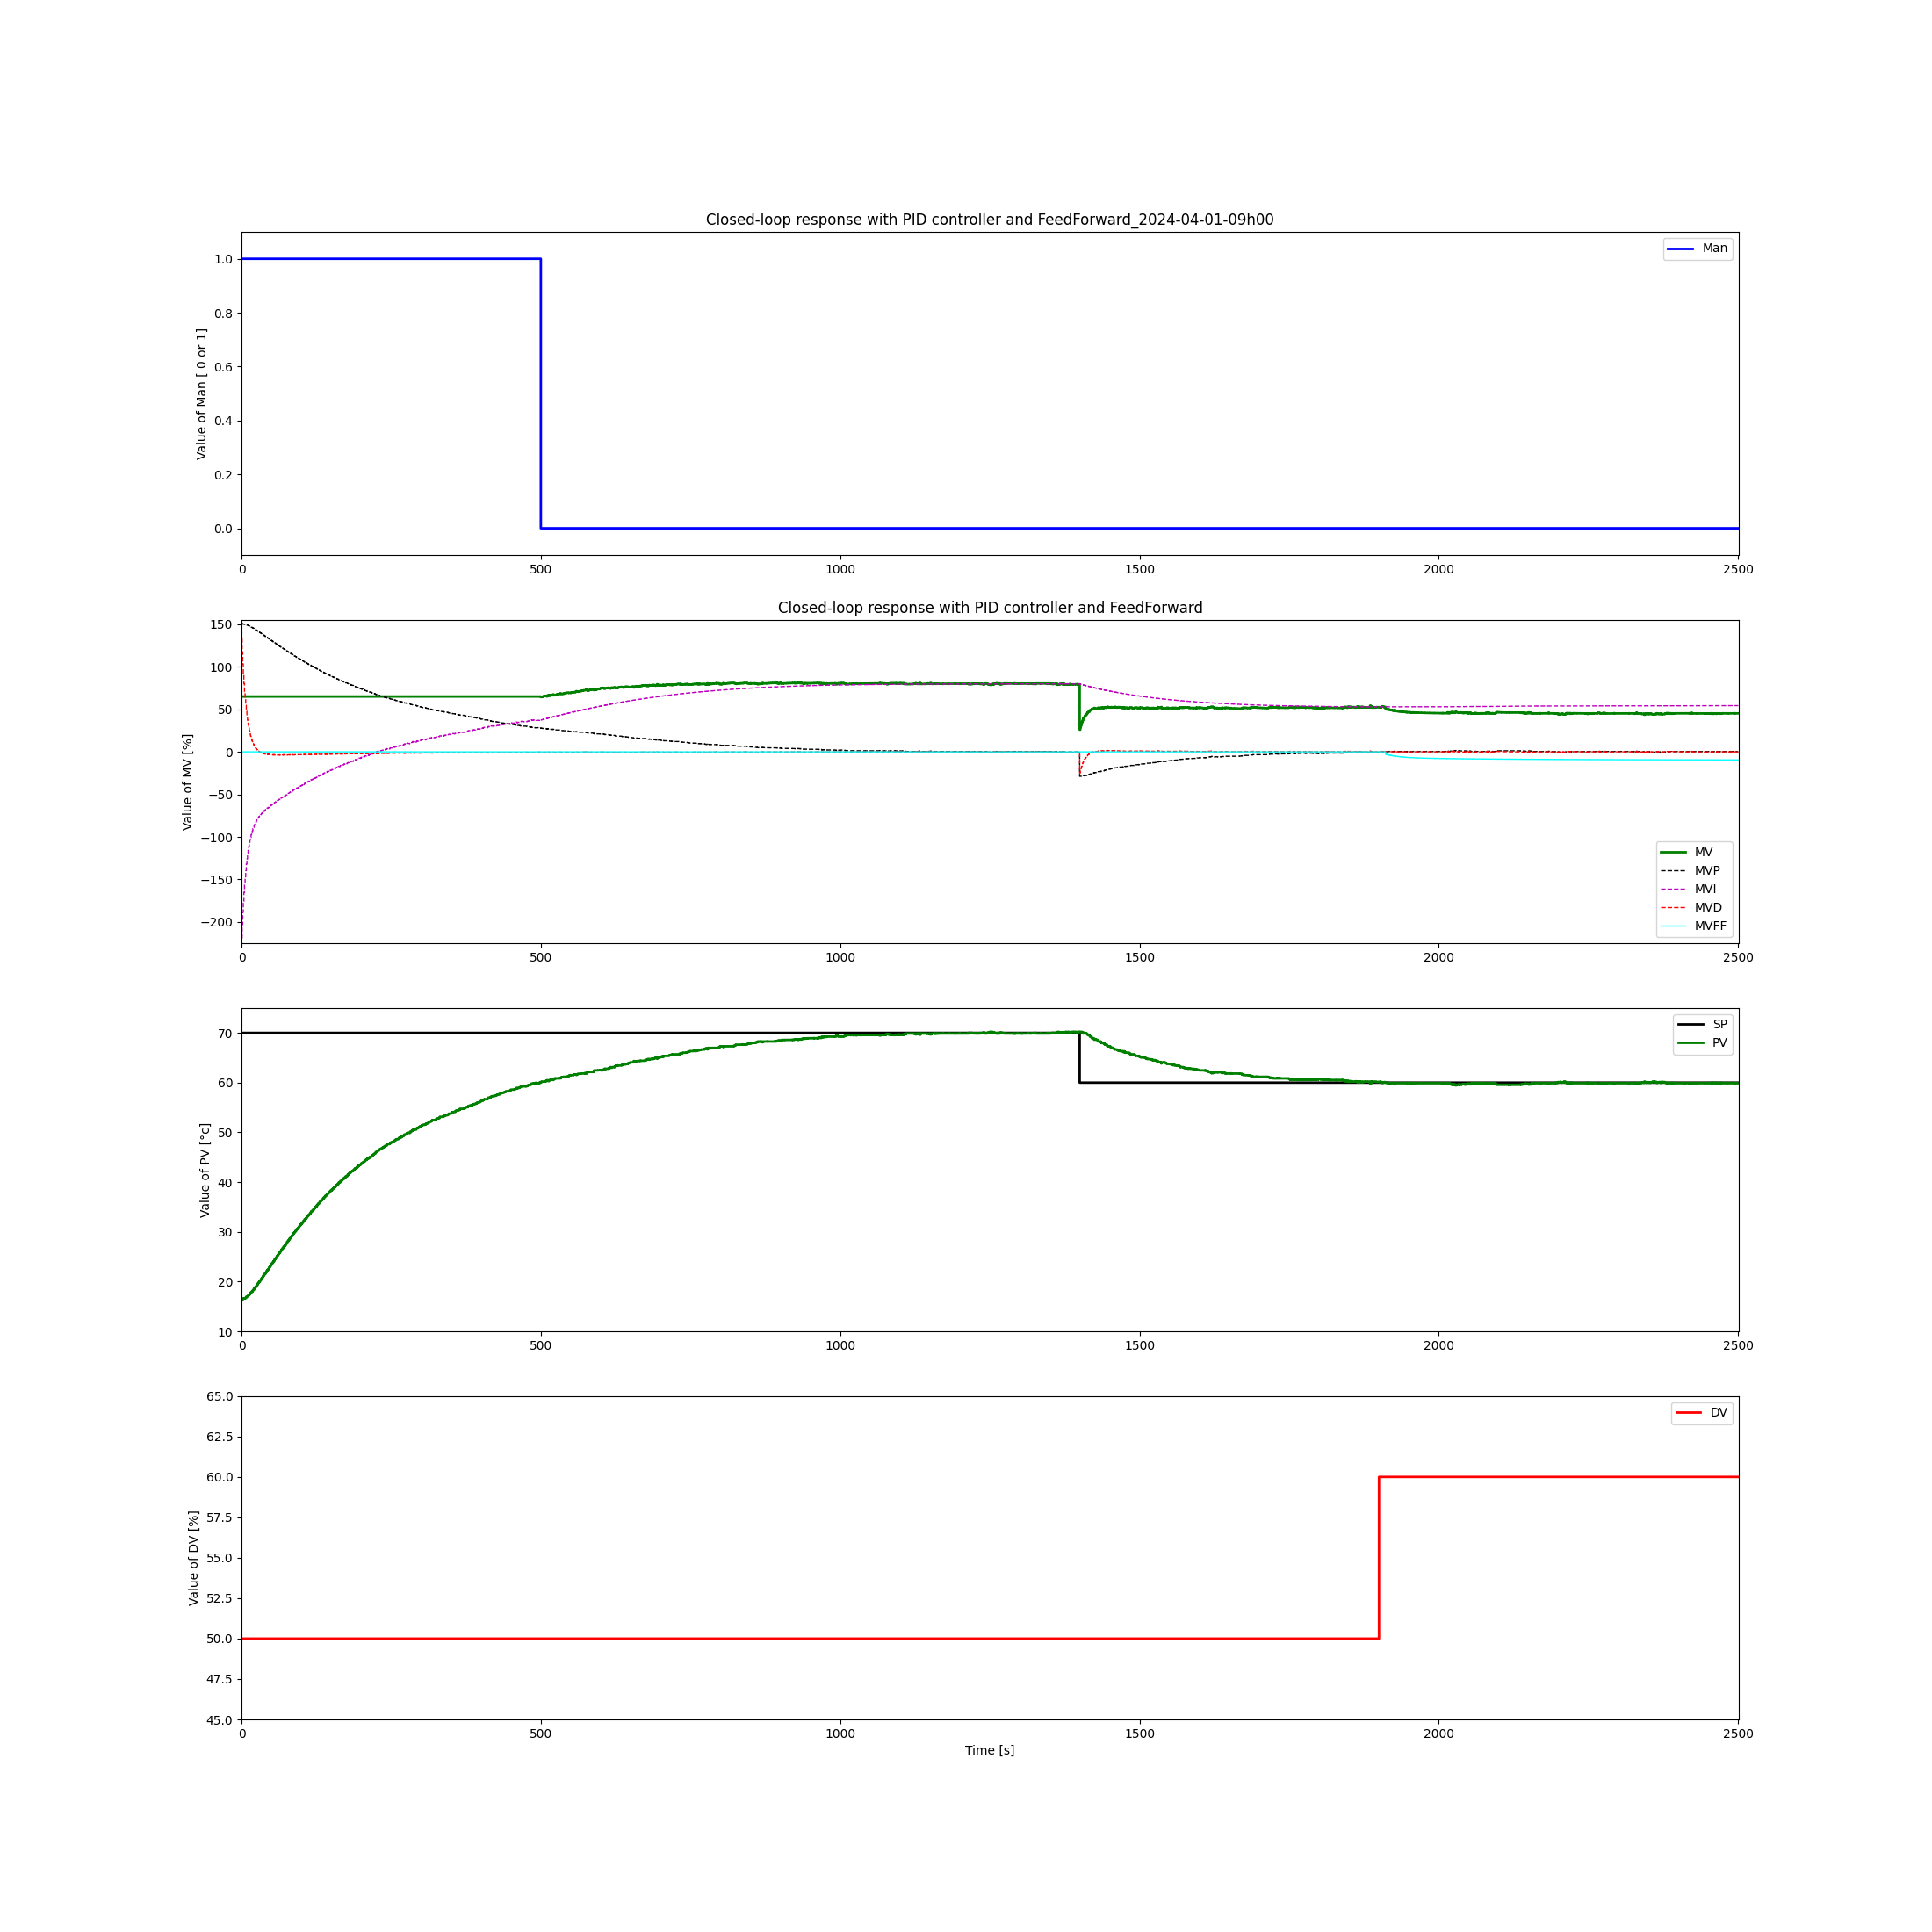 Closed-loop response with PID controller and FeedForward_2024-04-01-09h00
Value of Man [ 0 or 1]
1.0
0.8
0.6
0.4
0.2
0.0
Man
0 500 1000 1500 2000 2500
Closed-loop response with PID controller and FeedForward
Value of MV [%]
150
100
50
0
−50
−100
−150
−200
MV
MVP
MVI
MVD
MVFF
0 500 1000 1500 2000 2500
Value of PV [°c]
70
60
50
40
30
20
10
SP
PV
0 500 1000 1500 2000 2500
Value of DV [%]
65.0
62.5
60.0
57.5
55.0
52.5
50.0
47.5
45.0
DV
0 500 1000 1500 2000 2500
Time [s]